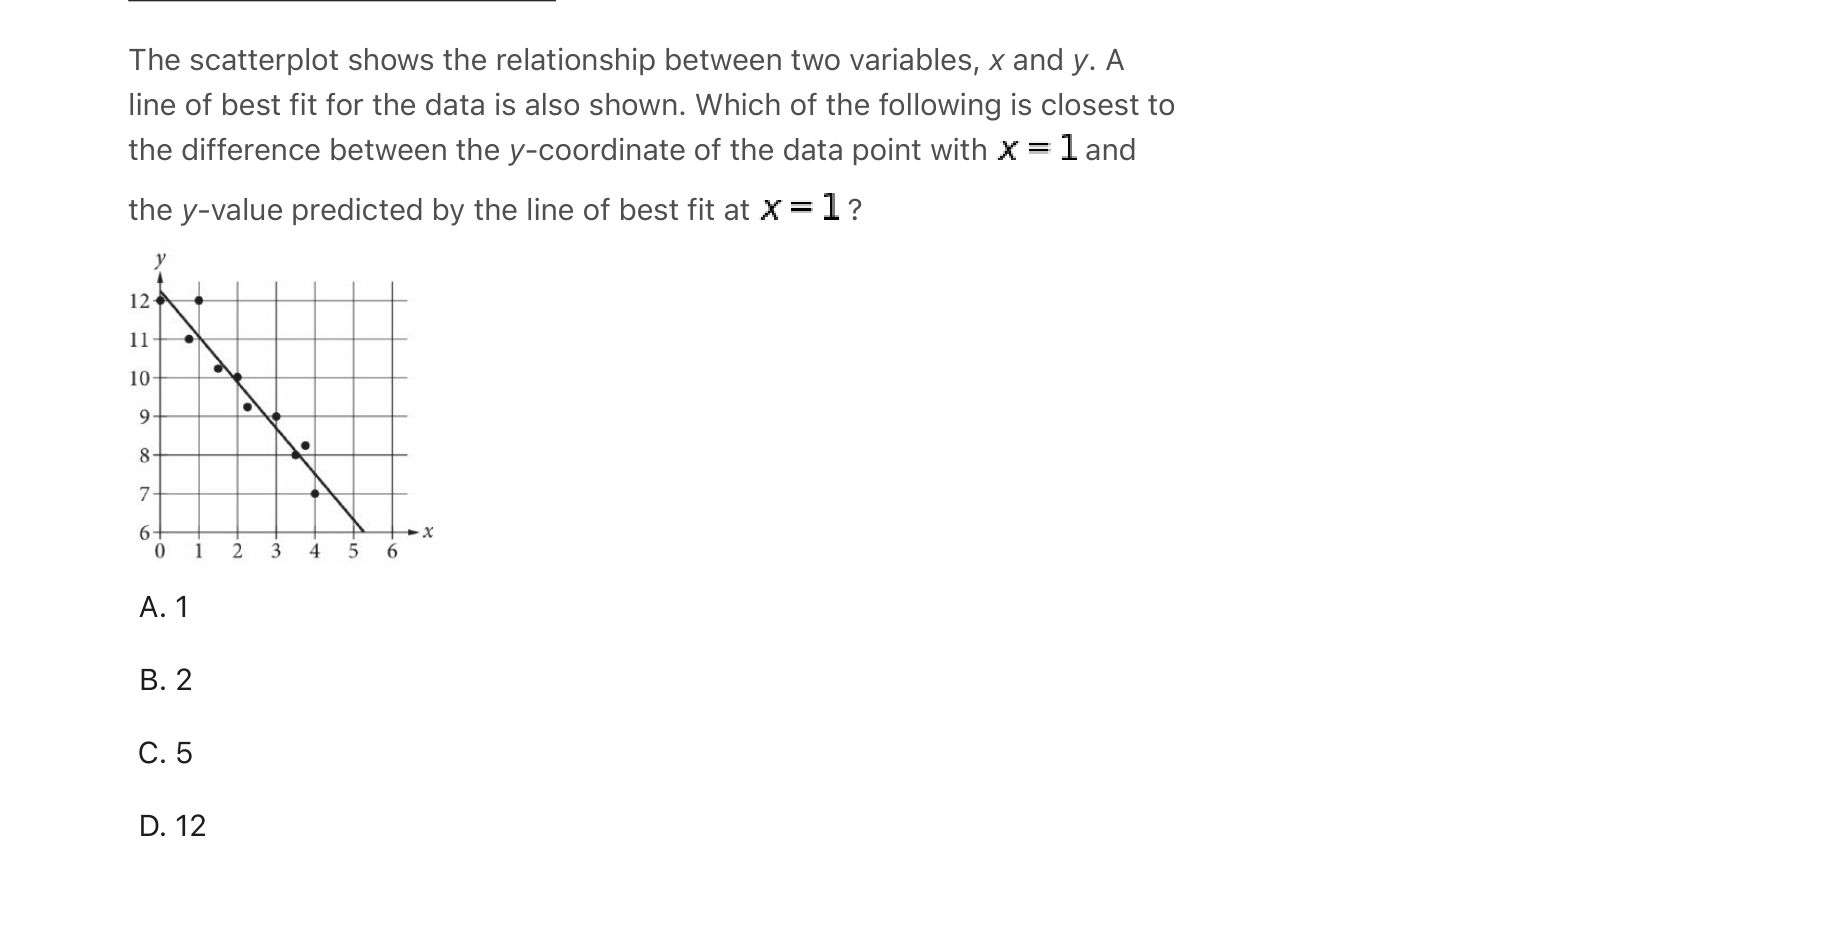 The scatterplot shows the relationship between two variables, x and y. A
line of best fit for the data is also shown. Which of the following is closest to
the difference between the y-coordinate of the data point with x = 1 and
the y-value predicted by the line of best fit at x = 1 ?
y
12
11
10
9
8
7
6
x
0 1 2 3 4 5 6
A. 1
B. 2
C. 5
D. 12